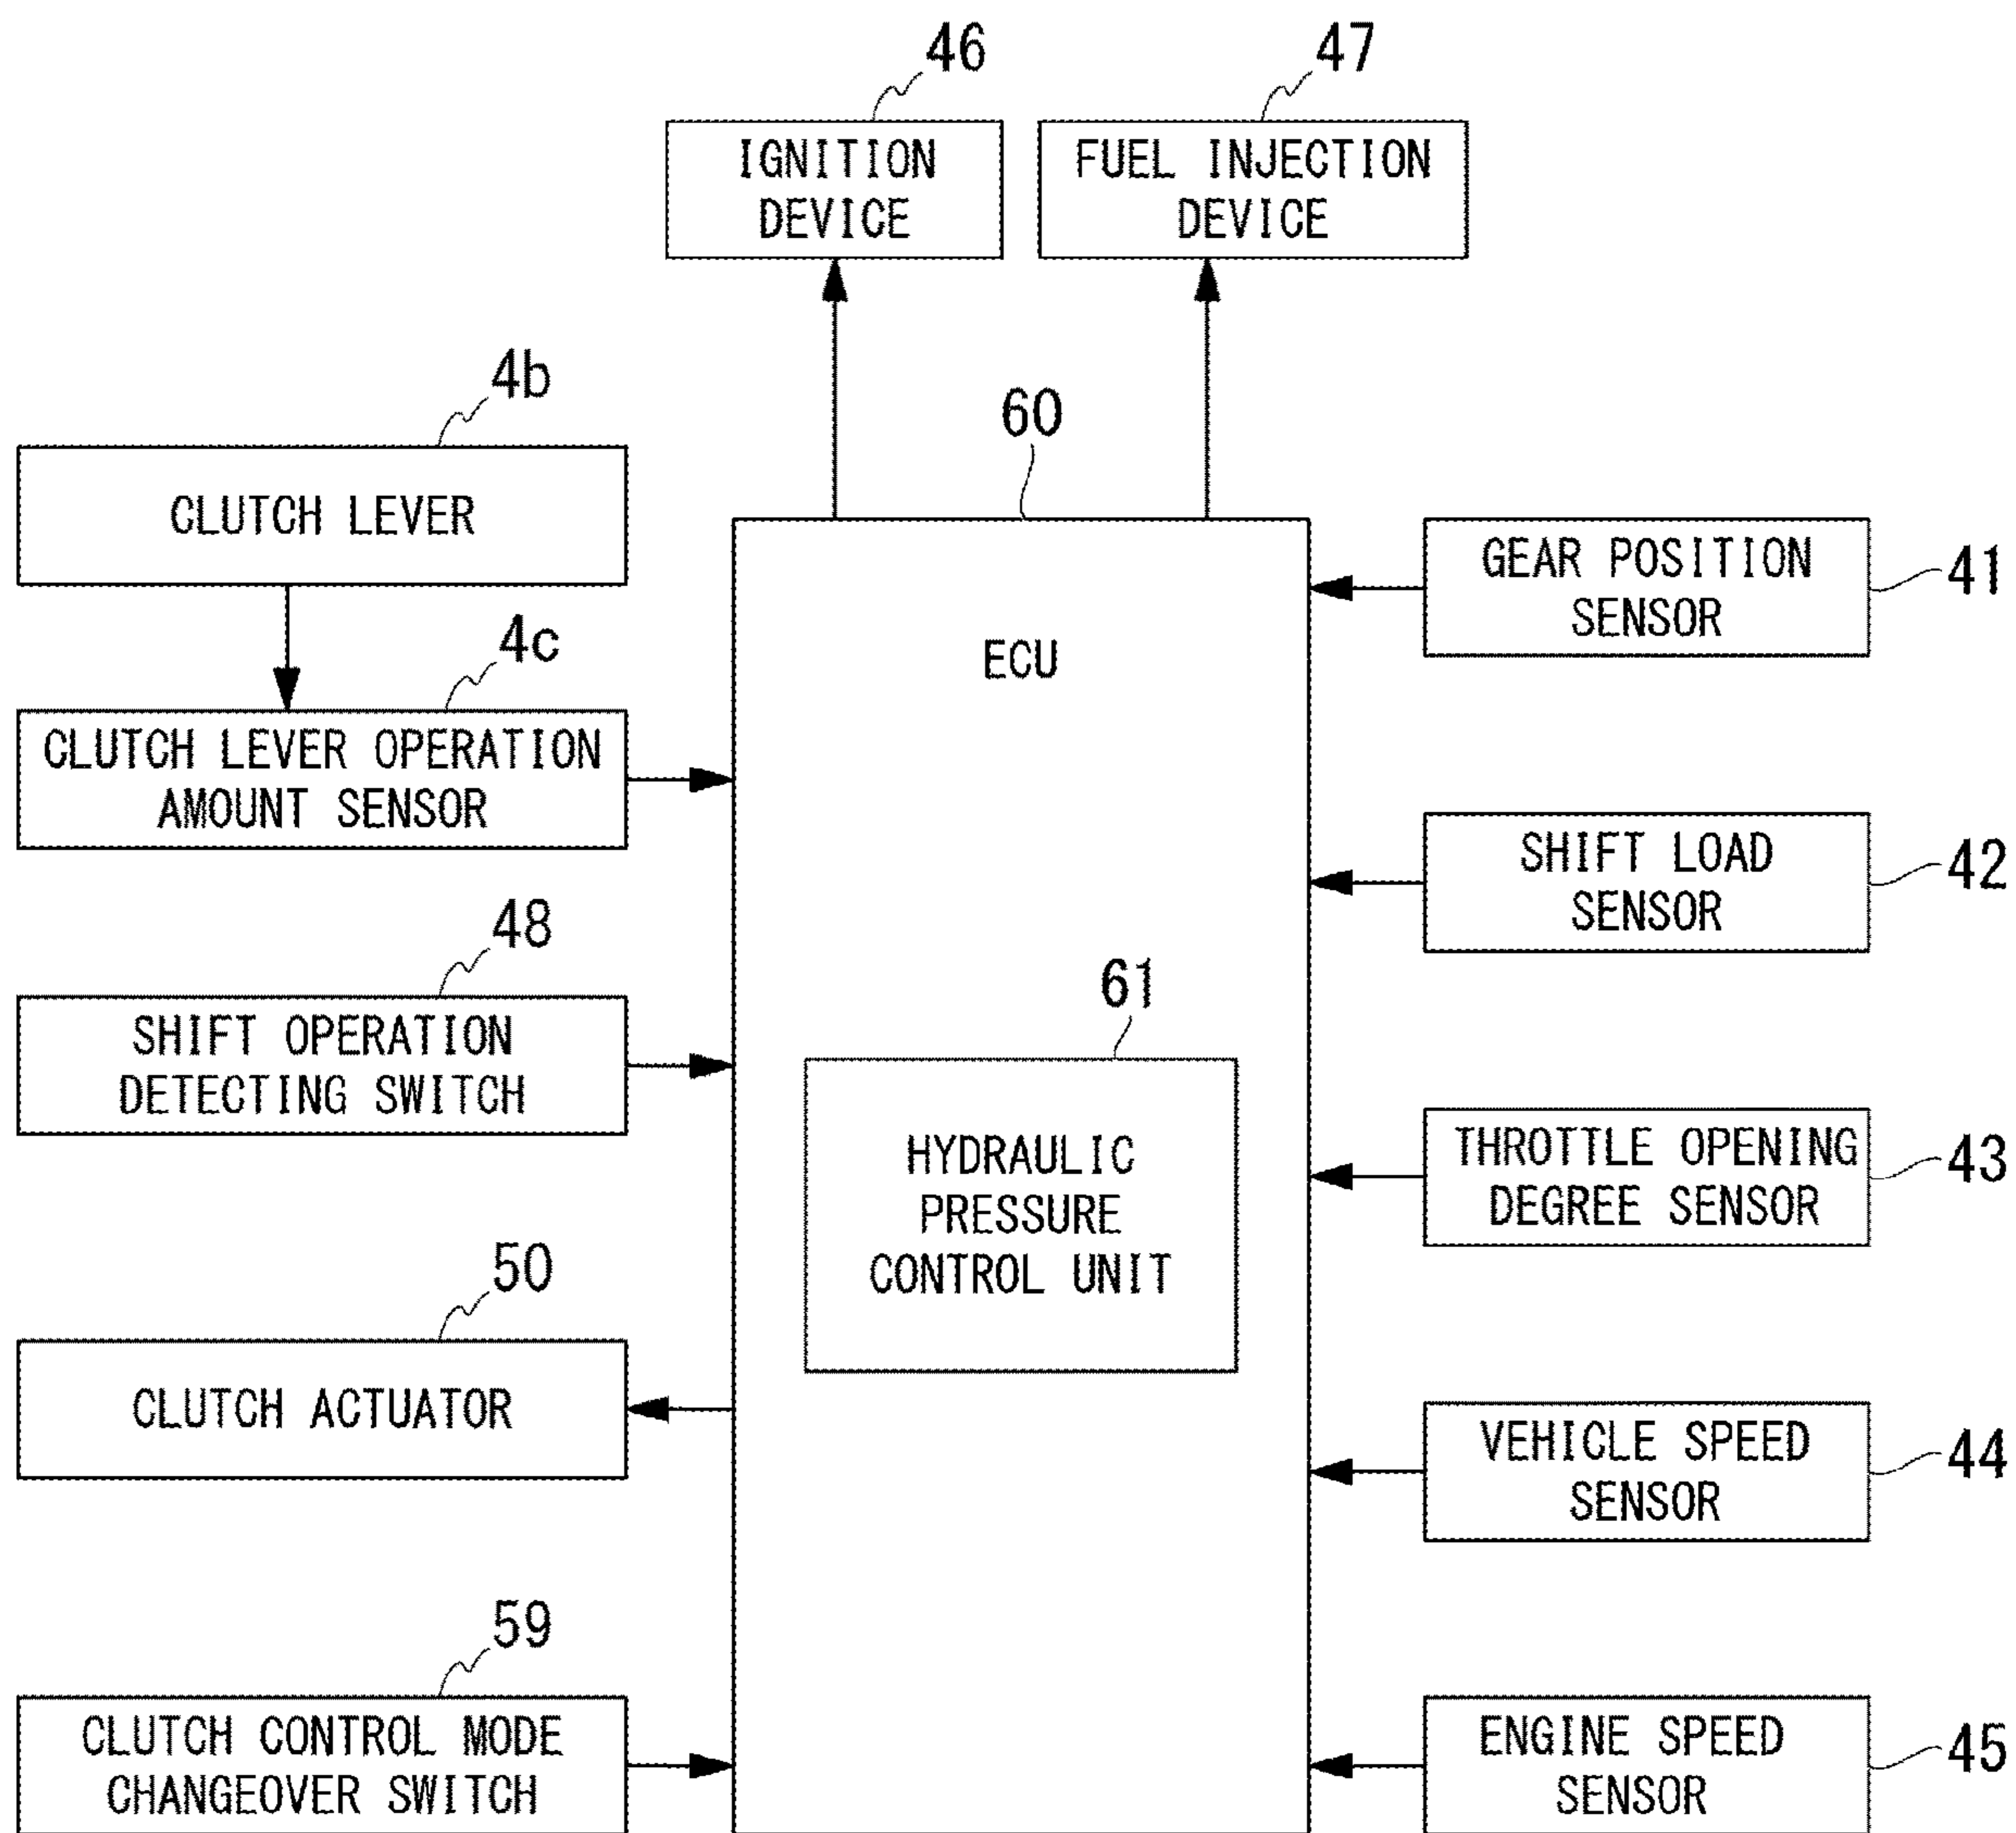 46
47
IGNITION
DEVICE
FUEL INJECTION
DEVICE
4b
60
CLUTCH LEVER
GEAR POSITION
SENSOR
41
4c
ECU
CLUTCH LEVER OPERATION
AMOUNT SENSOR
SHIFT LOAD
SENSOR
42
48
61
SHIFT OPERATION
DETECTING SWITCH
HYDRAULIC
PRESSURE
CONTROL UNIT
THROTTLE OPENING
DEGREE SENSOR
43
50
CLUTCH ACTUATOR
VEHICLE SPEED
SENSOR
44
59
CLUTCH CONTROL MODE
CHANGEOVER SWITCH
ENGINE SPEED
SENSOR
45